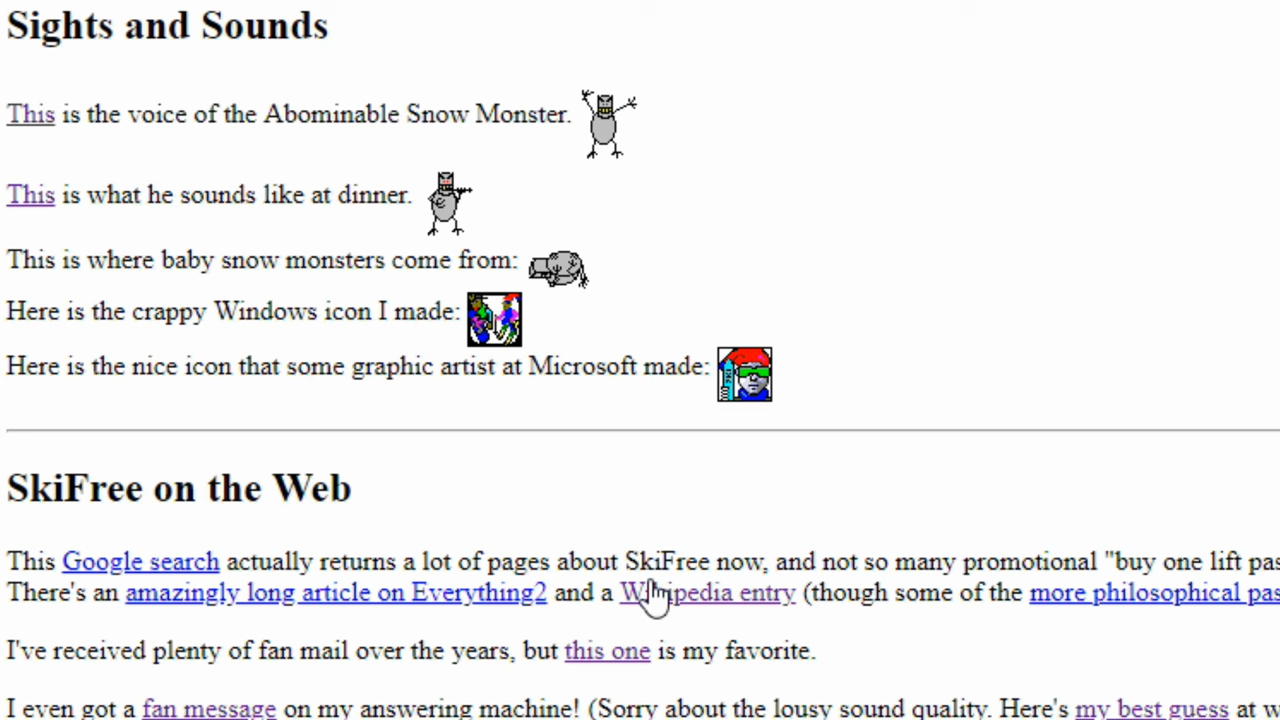 Sights and Sounds
This is the voice of the Abominable Snow Monster.
This is what he sounds like at dinner.
This is where baby snow monsters come from:
Here is the crappy Windows icon I made:
Here is the nice icon that some graphic artist at Microsoft made:
SkiFree on the Web
This Google search actually returns a lot of pages about SkiFree now, and not so many promotional "buy one lift pas
There's an amazingly long article on Everything2 and a Wikipedia entry (though some of the more philosophical pas
I've received plenty of fan mail over the years, but this one is my favorite.
I even got a fan message on my answering machine! (Sorry about the lousy sound quality. Here's my best guess at w